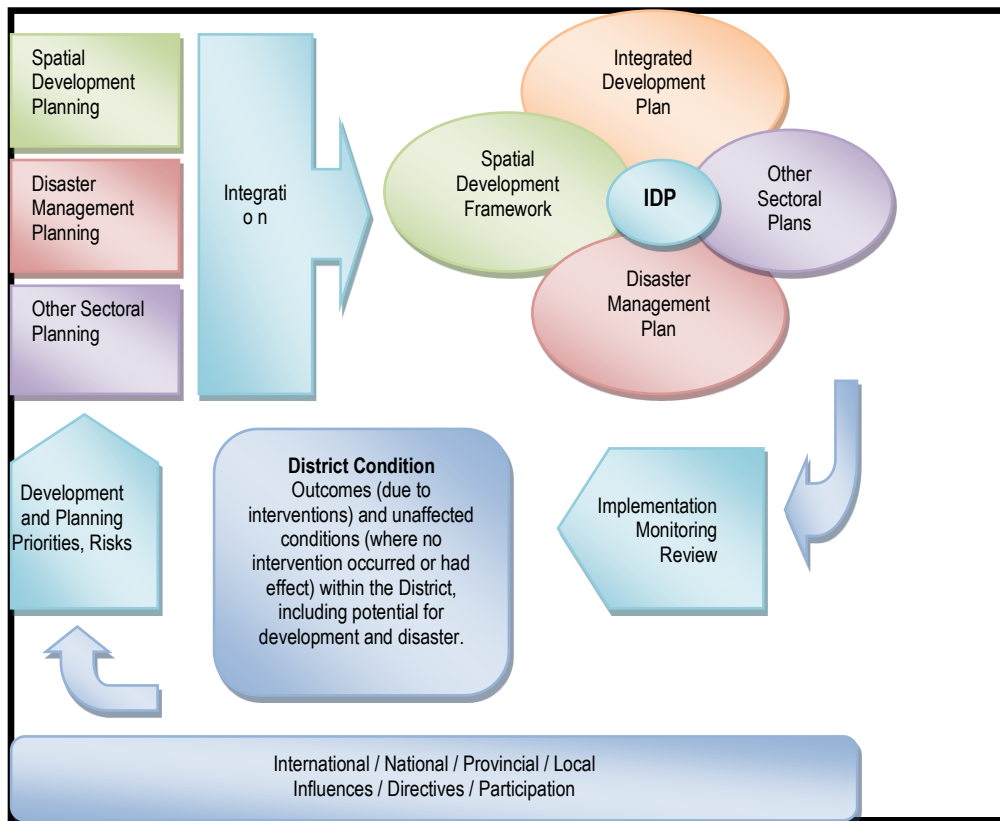 Spatial
Development
Planning
Disaster
Management
Planning
Other Sectoral
Planning
Integrati
o n
Integrated
Development
Plan
Spatial
Development
Framework
IDP
Other
Sectoral
Plans
Disaster
Management
Plan
Development
and Planning
Priorities, Risks
District Condition
Outcomes (due to
interventions) and unaffected
conditions (where no
intervention occurred or had
effect) within the District,
including potential for
development and disaster.
Implementation
Monitoring
Review
International / National / Provincial / Local
Influences / Directives / Participation